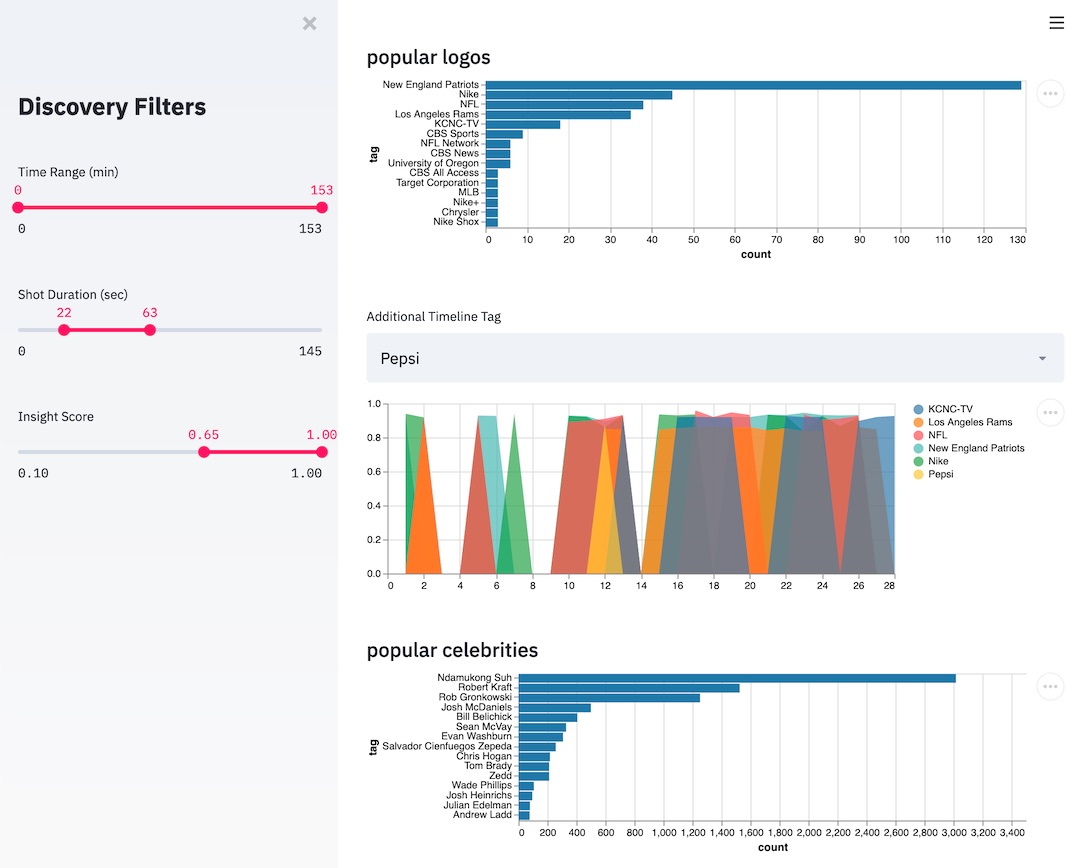 ×
Discovery Filters
Time Range (min)
0 153
0 153
Shot Duration (sec)
22 63
0 145
Insight Score
0.65 1.00
0.10 1.00
popular logos
tag
New England Patriots
Nike
NFL
Los Angeles Rams
KCNC-TV
CBS Sports
NFL Network
CBS News
University of Oregon
CBS All Access
Target Corporation
MLB
Nike+
Chrysler
Nike Shox
0 10 20 30 40 50 60 70 80 90 100 110 120 130
count
Additional Timeline Tag
Pepsi
1.0
0.8
0.6
0.4
0.2
0.0
0 2 4 6 8 10 12 14 16 18 20 22 24 26 28
KCNC-TV
Los Angeles Rams
NFL
New England Patriots
Nike
Pepsi
popular celebrities
tag
Ndamukong Suh
Robert Kraft
Rob Gronkowski
Josh McDaniels
Bill Belichick
Sean McVay
Evan Washburn
Salvador Cienfuegos Zepeda
Chris Hogan
Tom Brady
Zedd
Wade Phillips
Josh Heinrichs
Julian Edelman
Andrew Ladd
0 200 400 600 800 1,000 1,200 1,400 1,600 1,800 2,000 2,200 2,400 2,600 2,800 3,000 3,200 3,400
count